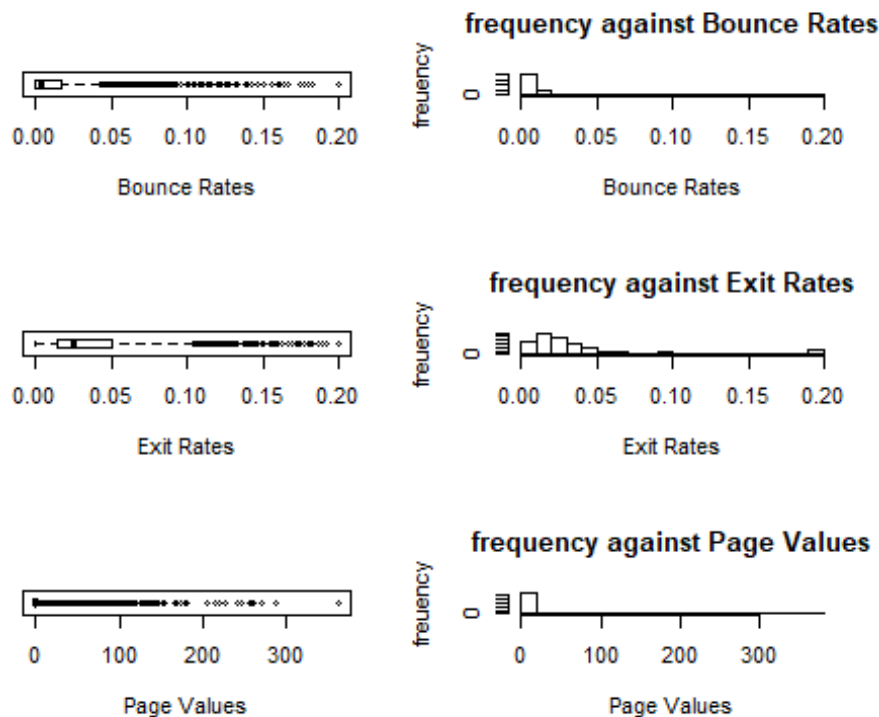 frequency against Bounce Rates
freuency
0
0.00 0.05 0.10 0.15 0.20
0.00 0.05 0.10 0.15 0.20
Bounce Rates
Bounce Rates
frequency against Exit Rates
freuency
0
0.00 0.05 0.10 0.15 0.20
0.00 0.05 0.10 0.15 0.20
Exit Rates
Exit Rates
frequency against Page Values
freuency
0
0 100 200 300
0 100 200 300
Page Values
Page Values